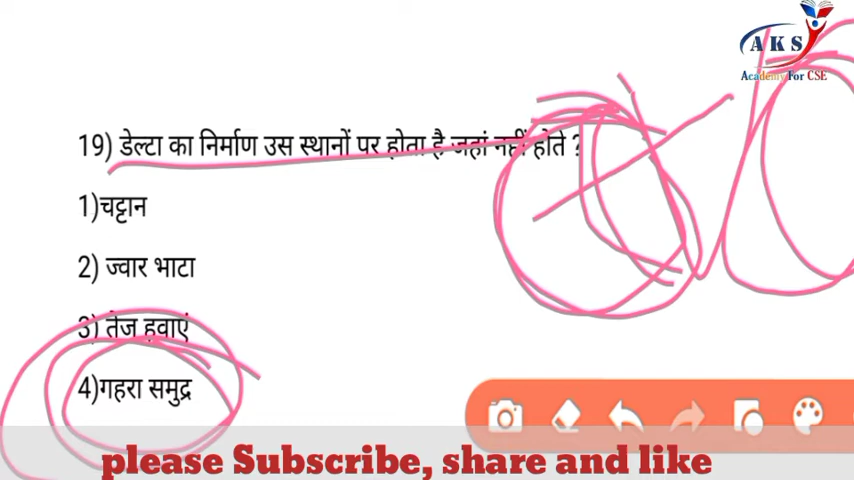 AKS
Academy For CSE
19) डेल्टा का निर्माण उस स्थानों पर होता है जहां नहीं होते ?
1)चट्टान
2) ज्वार भाटा
3) तेज हवाएं
4)गहरा समुद्र
please Subscribe, share and like